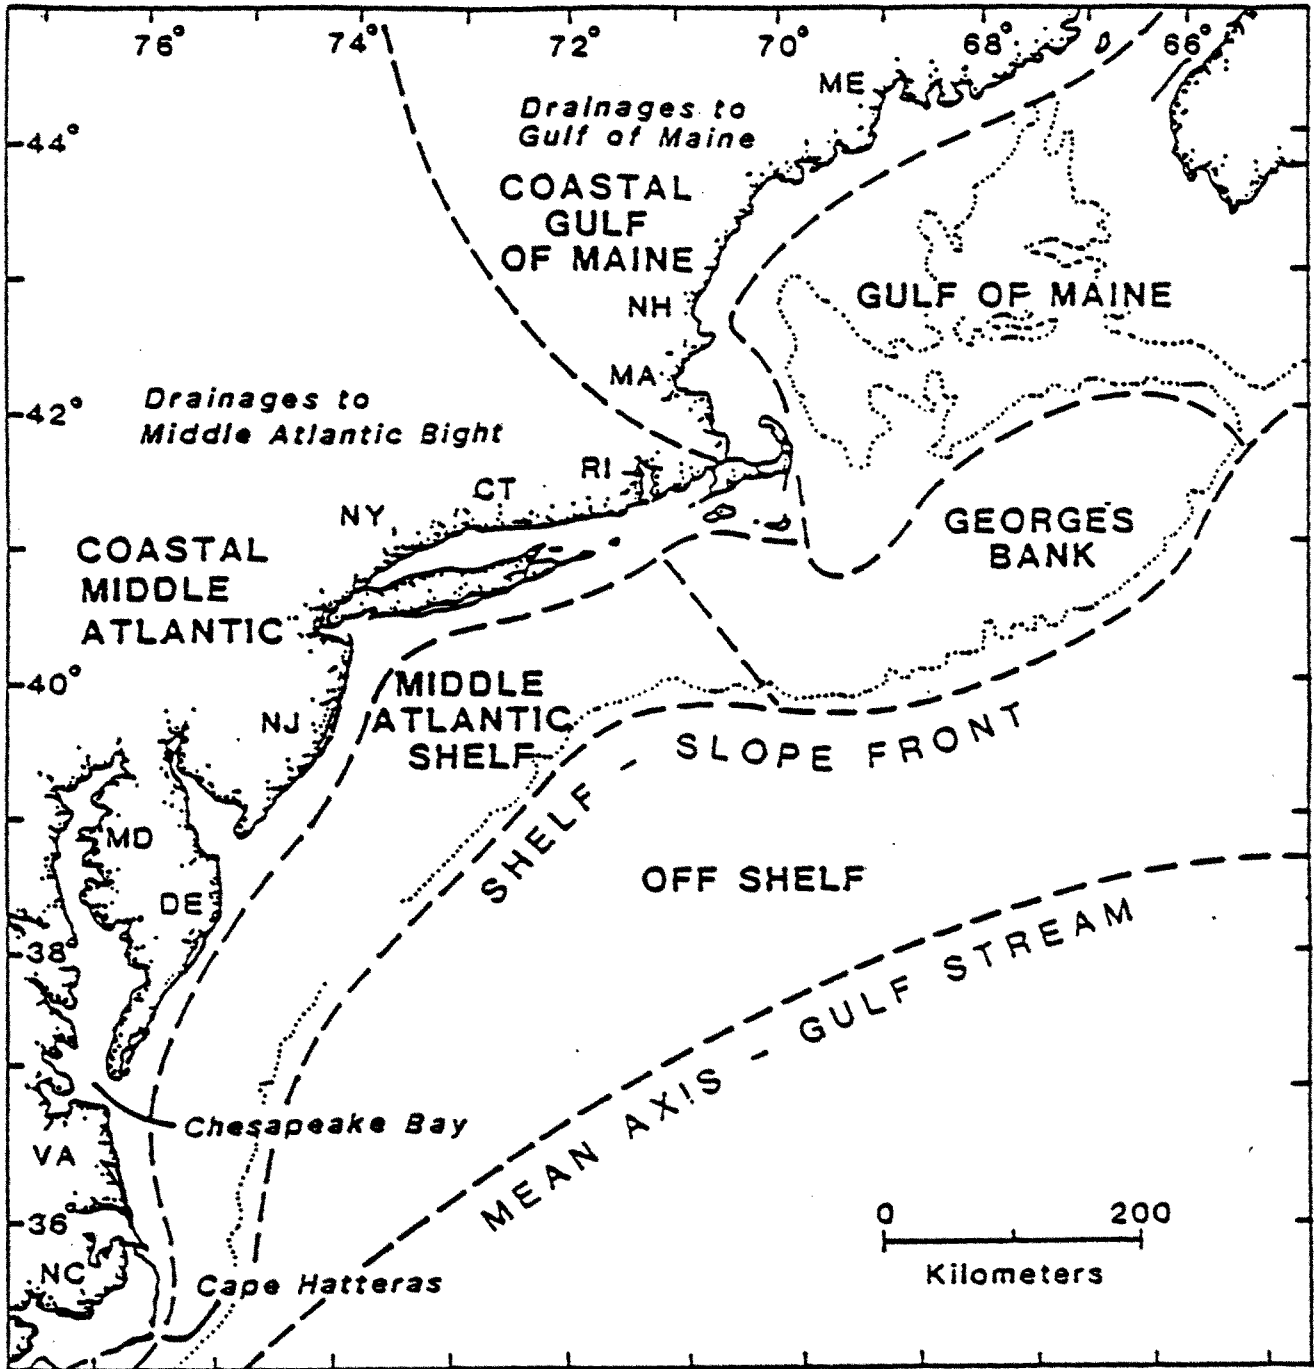 76° 74° 72° 70° 68° 66°
ME
Drainages to
Gulf of Maine
44°
COASTAL
GULF
OF MAINE
NH
GULF OF MAINE
MA
Drainages to
Middle Atlantic Bight
42°
RI
CT
NY
GEORGES
BANK
COASTAL
MIDDLE
ATLANTIC
40°
MIDDLE
ATLANTIC
SHELF
NJ
SHELF - SLOPE FRONT
MD
OFF SHELF
DE
38°
MEAN AXIS - GULF STREAM
Chesapeake Bay
VA
36°
0 200
Kilometers
NC
Cape Hatteras